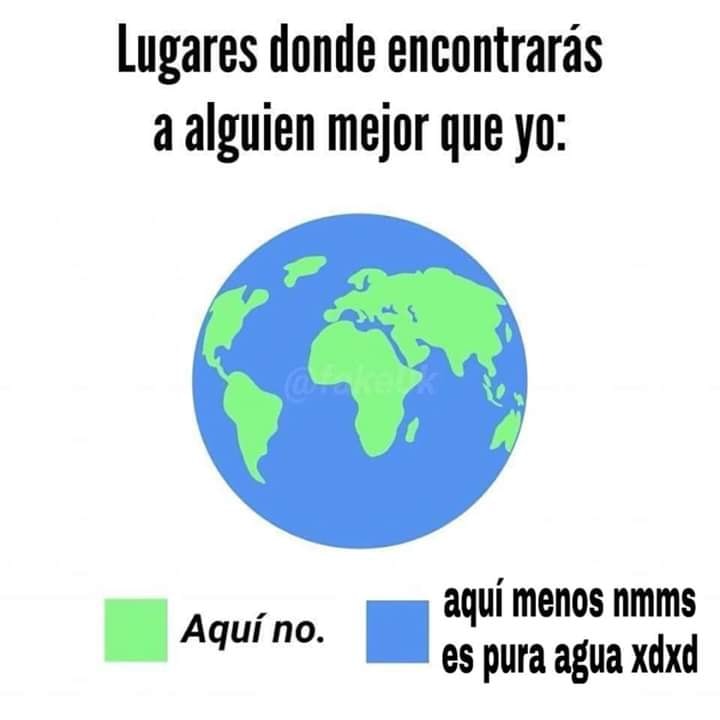 Lugares donde encontrarás
a alguien mejor que yo:
Aquí no.
aquí menos nmms
es pura agua xdxd